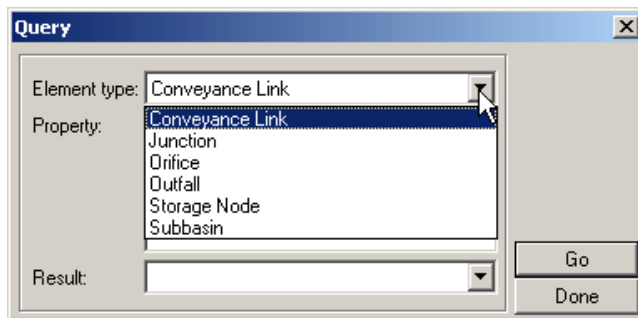 Query
Element type: Conveyance Link
Property:
Conveyance Link
Junction
Orifice
Outfall
Storage Node
Subbasin
Result:
Go
Done